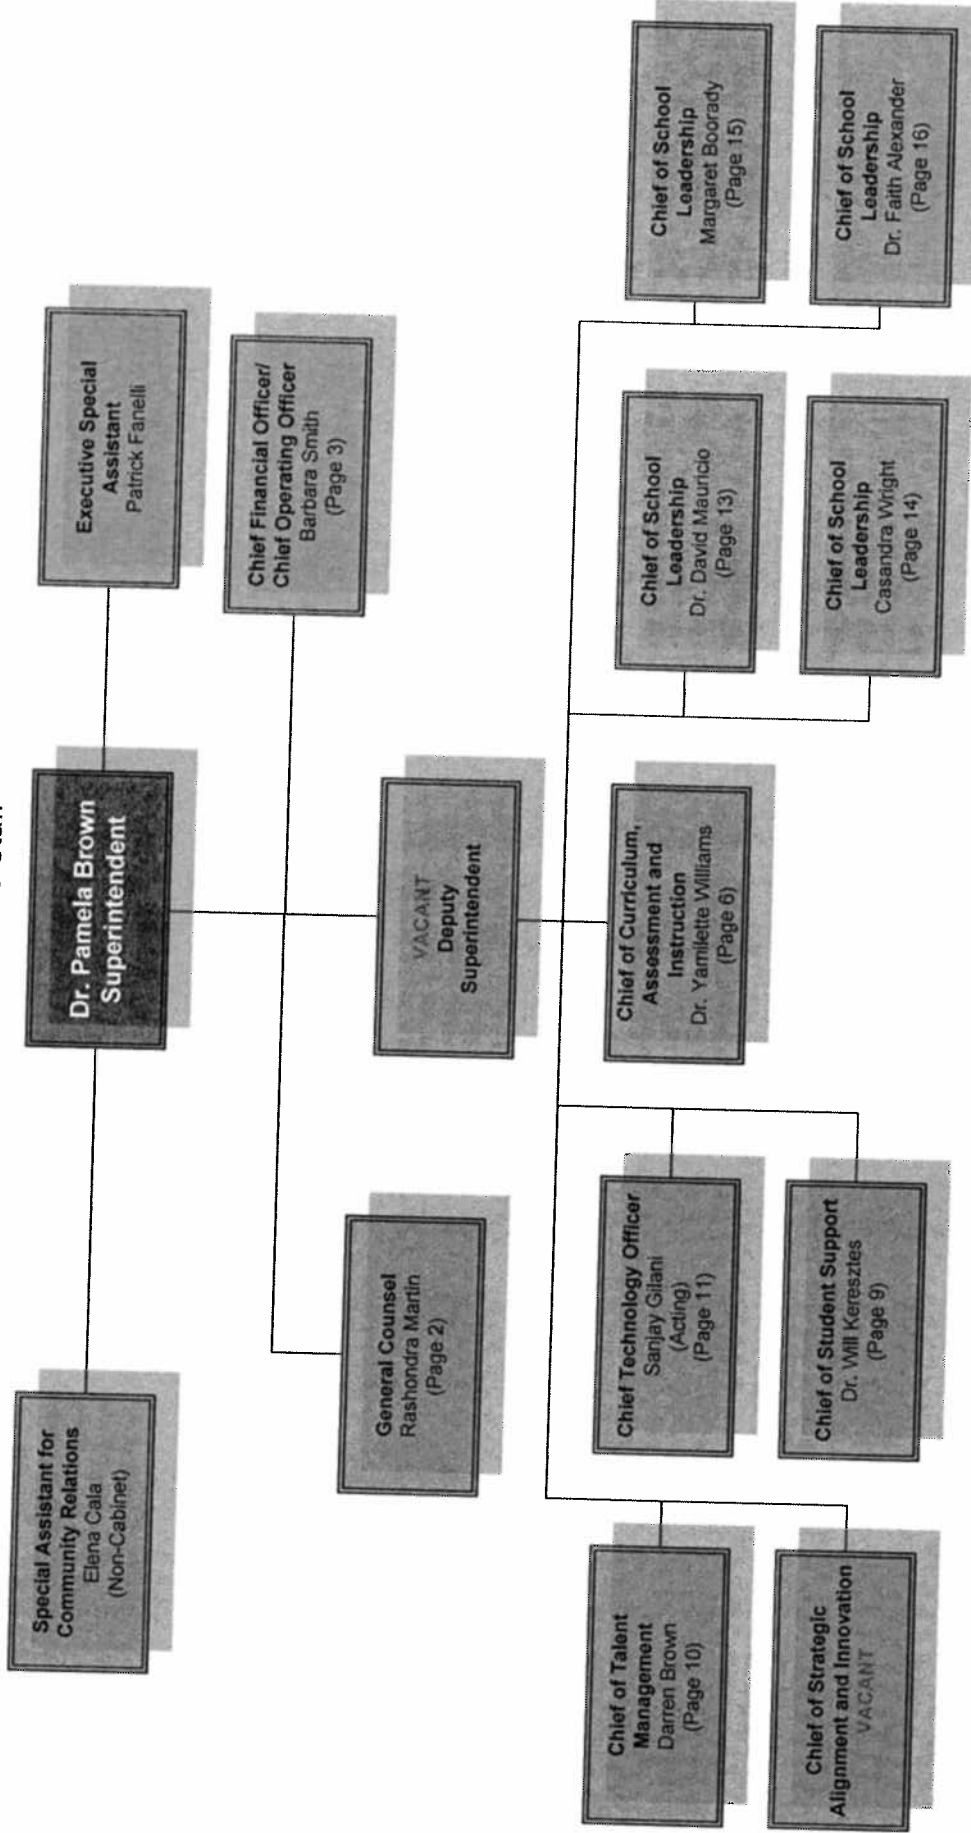 Dr. Pamela Brown
Superintendent
Special Assistant for
Community Relations
Elena Cala
(Non-Cabinet)
Executive Special
Assistant
Patrick Fanelli
General Counsel
Rashondra Martin
(Page 2)
Chief Financial Officer/
Chief Operating Officer
Barbara Smith
(Page 3)
VACANT
Deputy
Superintendent
Chief of Talent
Management
Darren Brown
(Page 10)
Chief of Strategic
Alignment and Innovation
VACANT
Chief Technology Officer
Sanjay Gilani
(Acting)
(Page 11)
Chief of Student Support
Dr. Will Keresztes
(Page 9)
Chief of Curriculum,
Assessment and
Instruction
Dr. Yamilette Williams
(Page 6)
Chief of School
Leadership
Dr. David Mauricio
(Page 13)
Chief of School
Leadership
Casandra Wright
(Page 14)
Chief of School
Leadership
Margaret Boorady
(Page 15)
Chief of School
Leadership
Dr. Faith Alexander
(Page 16)